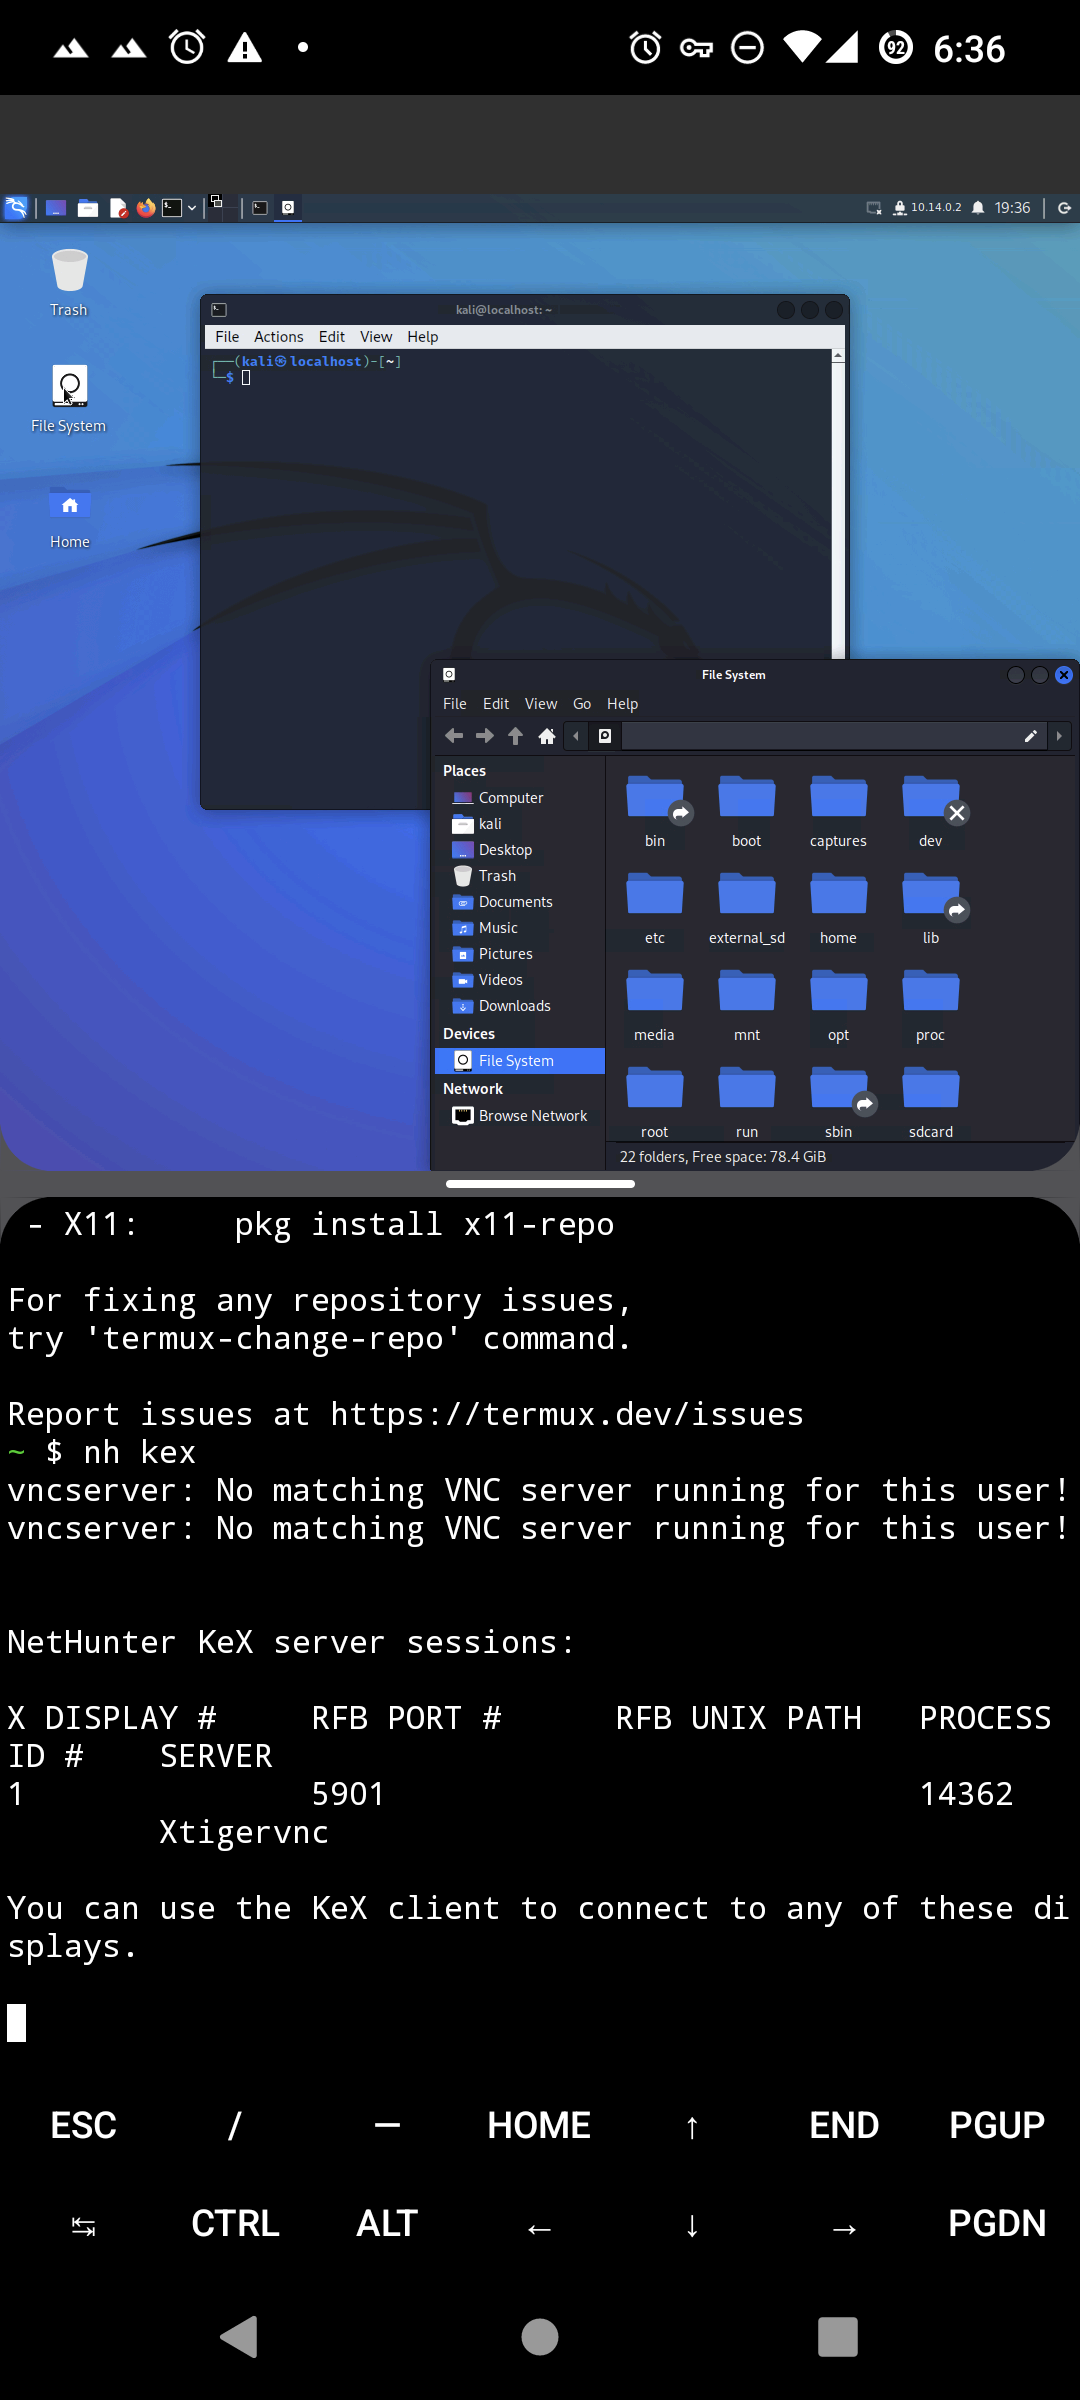 92 6:36
10.14.0.2 19:36
Trash
File System
Home
kali@localhost: ~
File Actions Edit View Help
┌──(kali㉿localhost)-[~]
└─$
File System
File Edit View Go Help
Places
Computer
kali
Desktop
Trash
Documents
Music
Pictures
Videos
Downloads
Devices
File System
Network
Browse Network
bin boot captures dev
etc external_sd home lib
media mnt opt proc
root run sbin sdcard
22 folders, Free space: 78.4 GiB
- X11: pkg install x11-repo
For fixing any repository issues,
try 'termux-change-repo' command.
Report issues at https://termux.dev/issues
~ $ nh kex
vncserver: No matching VNC server running for this user!
vncserver: No matching VNC server running for this user!
NetHunter KeX server sessions:
X DISPLAY # RFB PORT # RFB UNIX PATH PROCESS
ID # SERVER
1 5901 14362
Xtigervnc
You can use the KeX client to connect to any of these di
splays.
ESC / — HOME ↑ END PGUP
↹ CTRL ALT ← ↓ → PGDN